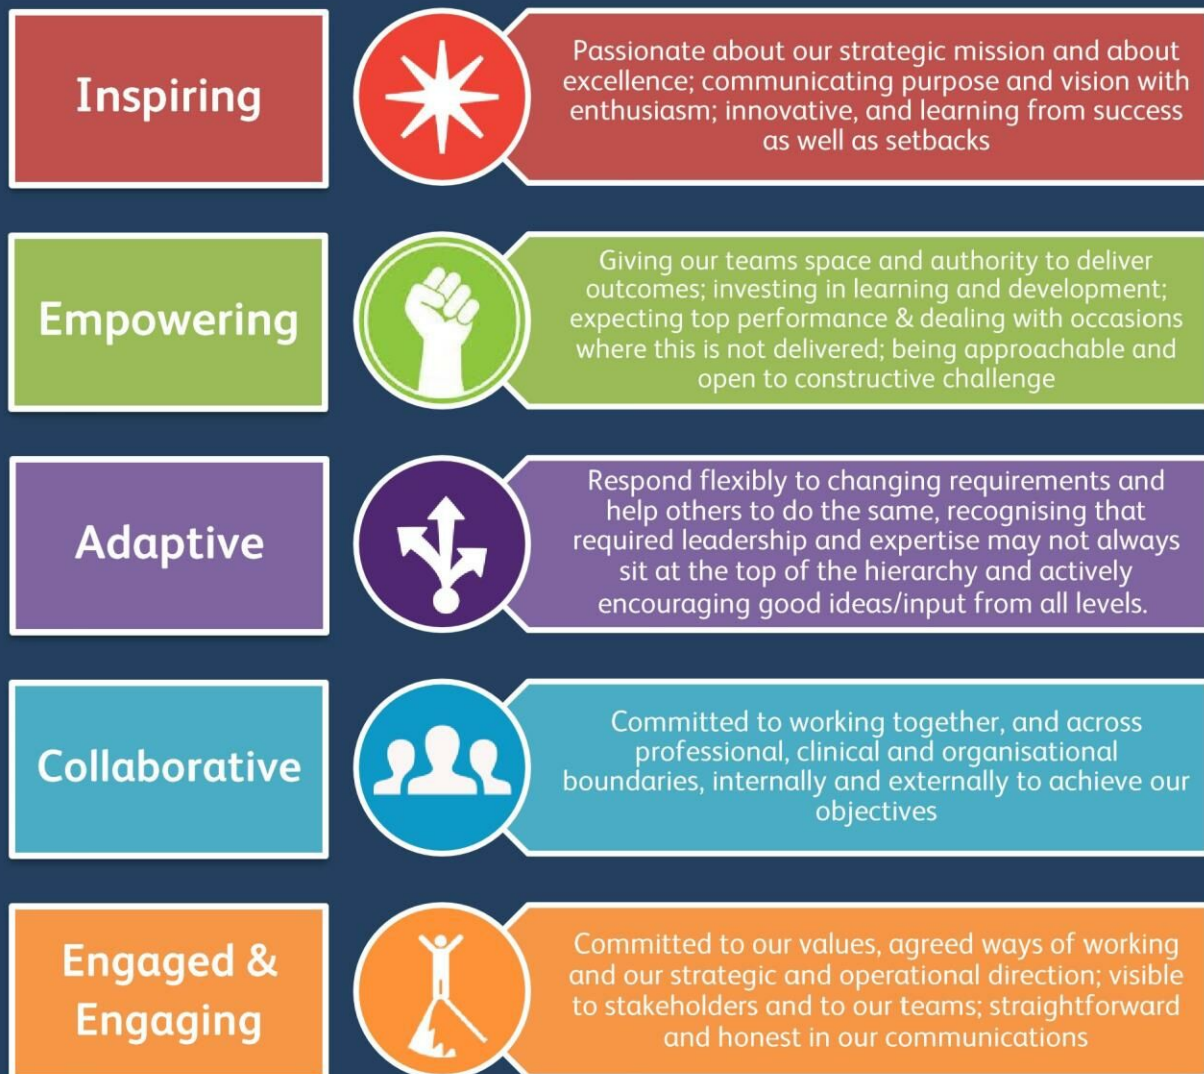 Inspiring
Passionate about our strategic mission and about
excellence; communicating purpose and vision with
enthusiasm; innovative, and learning from success
as well as setbacks
Empowering
Giving our teams space and authority to deliver
outcomes; investing in learning and development;
expecting top performance & dealing with occasions
where this is not delivered; being approachable and
open to constructive challenge
Adaptive
Respond flexibly to changing requirements and
help others to do the same, recognising that
required leadership and expertise may not always
sit at the top of the hierarchy and actively
encouraging good ideas/input from all levels.
Collaborative
Committed to working together, and across
professional, clinical and organisational
boundaries, internally and externally to achieve our
objectives
Engaged &
Engaging
Committed to our values, agreed ways of working
and our strategic and operational direction; visible
to stakeholders and to our teams; straightforward
and honest in our communications